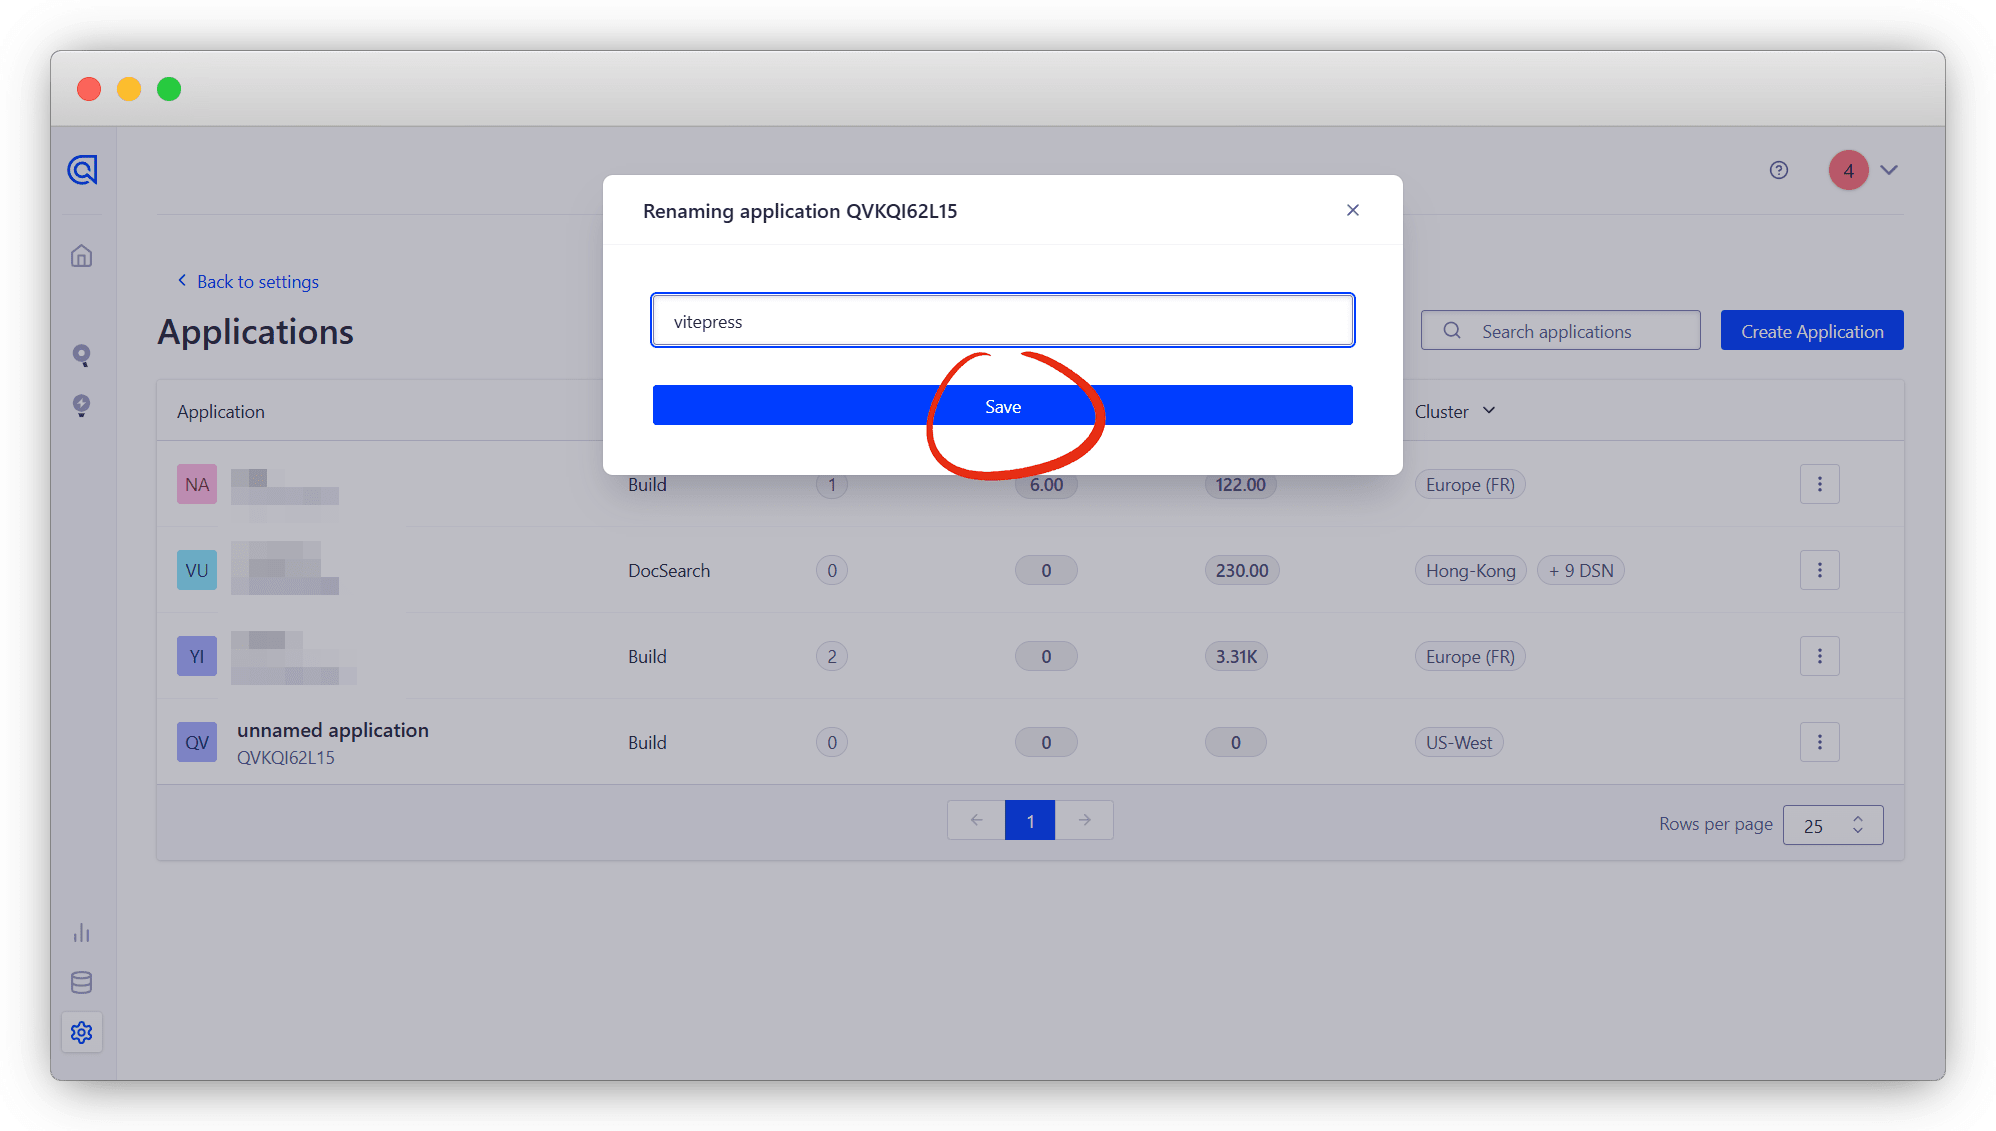 4
Renaming application QVKQI62L15
Back to settings
vitepress
Applications
Search applications
Create Application
Save
Application
Cluster
NA
Build
1
6.00
122.00
Europe (FR)
VU
DocSearch
0
0
230.00
Hong-Kong
+ 9 DSN
YI
Build
2
0
3.31K
Europe (FR)
QV
unnamed application
QVKQI62L15
Build
0
0
0
US-West
1
Rows per page
25